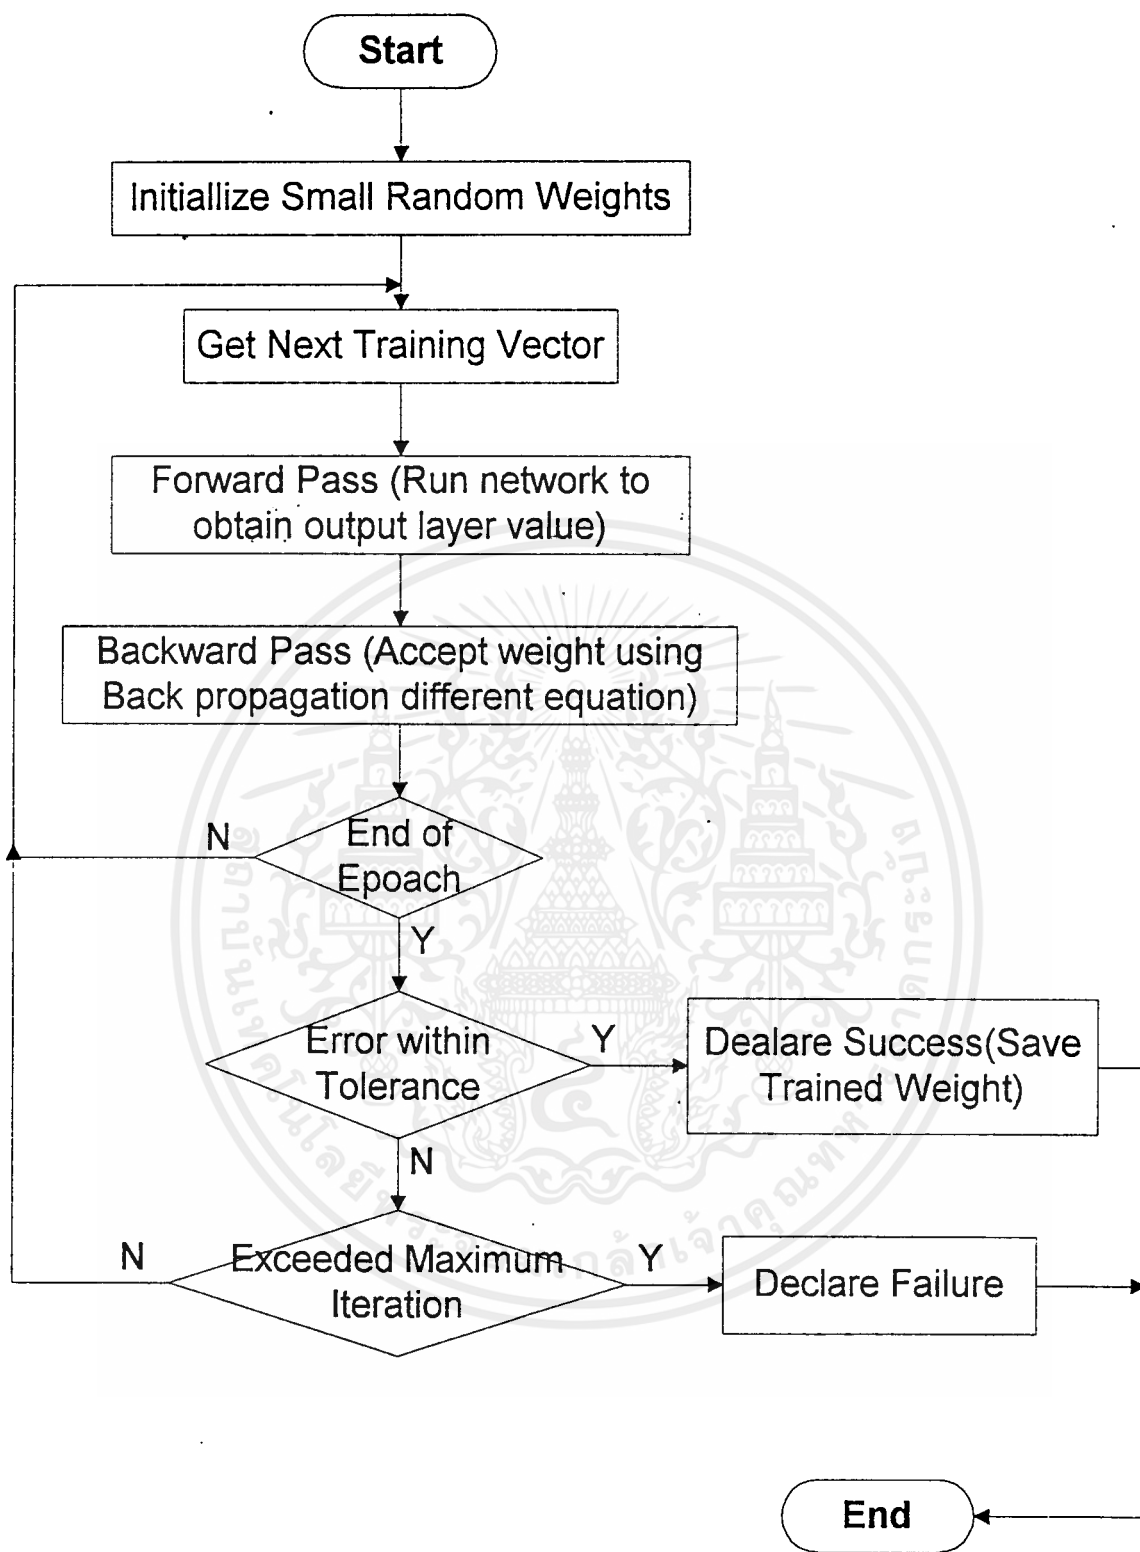 Start
Initiallize Small Random Weights
Get Next Training Vector
Forward Pass (Run network to
obtain output layer value)
Backward Pass (Accept weight using
Back propagation different equation)
N
End of
Epoach
Y
Error within
Tolerance
Y
Dealare Success(Save
Trained Weight)
N
N
Exceeded Maximum
Iteration
Y
Declare Failure
End